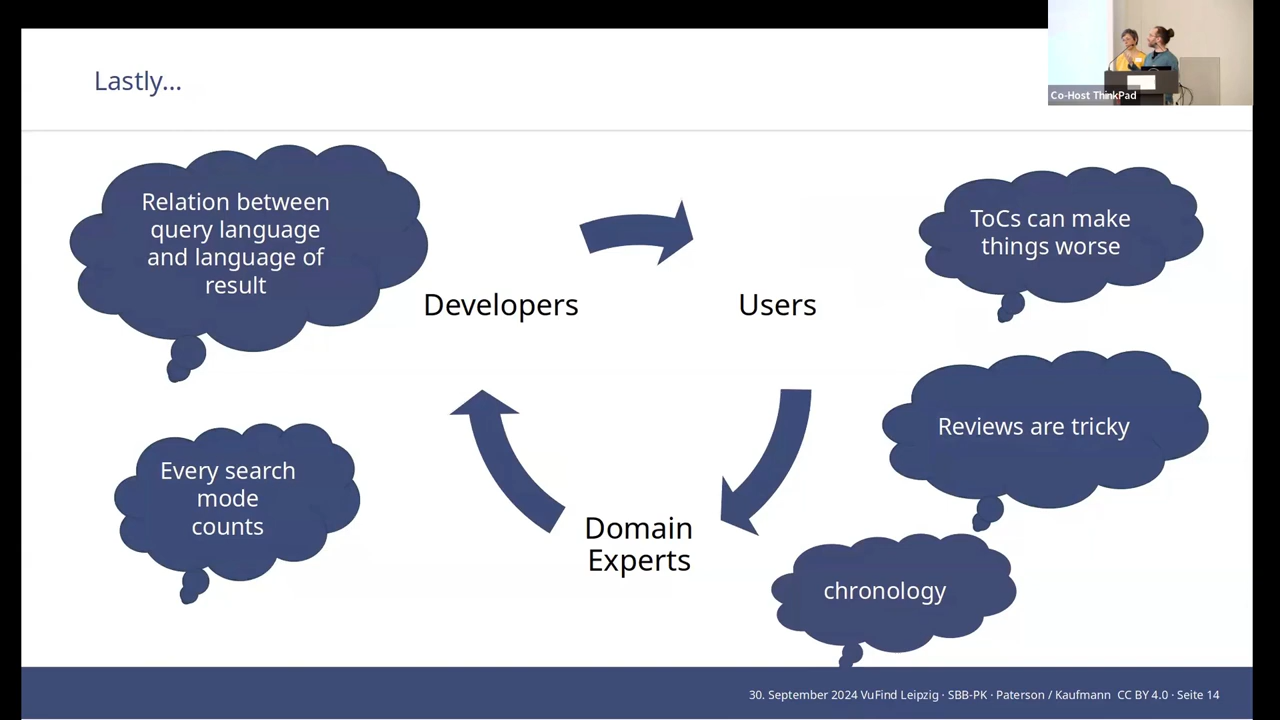 Lastly...
Co-Host ThinkPad
Relation between
query language
and language of
result
ToCs can make
things worse
Developers
Users
Reviews are tricky
Every search
mode
counts
Domain
Experts
chronology
30. September 2024 VuFind Leipzig · SBB-PK · Paterson / Kaufmann CC BY 4.0 · Seite 14